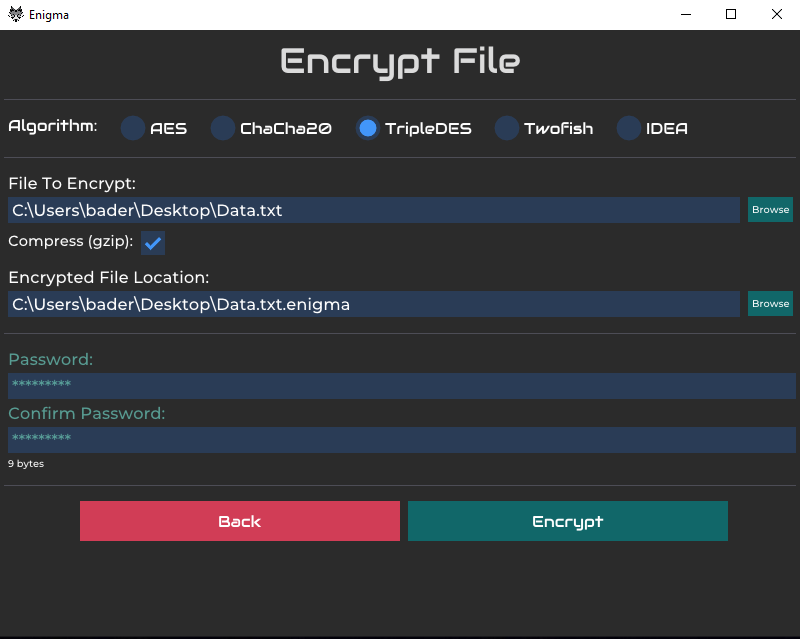 Enigma
Encrypt File
Algorithm: AES ChaCha20 TripleDES Twofish IDEA
File To Encrypt:
C:\Users\bader\Desktop\Data.txt Browse
Compress (gzip):
Encrypted File Location:
C:\Users\bader\Desktop\Data.txt.enigma Browse
Password:
*********
Confirm Password:
*********
9 bytes
Back Encrypt